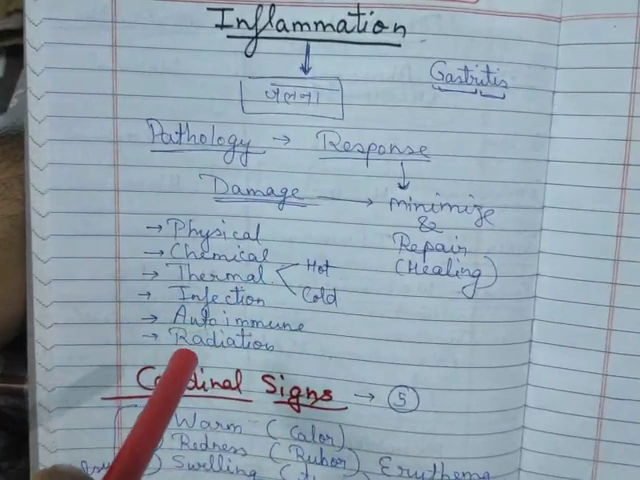 Inflammation
Gastritis
जलना
Pathology → Response
Damage → minimize
&
→ Physical
Repair
→ Chemical
(Healing)
→ Thermal < Hot
Cold
→ Infection
→ Autoimmune
→ Radiation
Cardinal Signs → 5
Warm (Calor)
Redness (Rubor) Erythema
Swelling